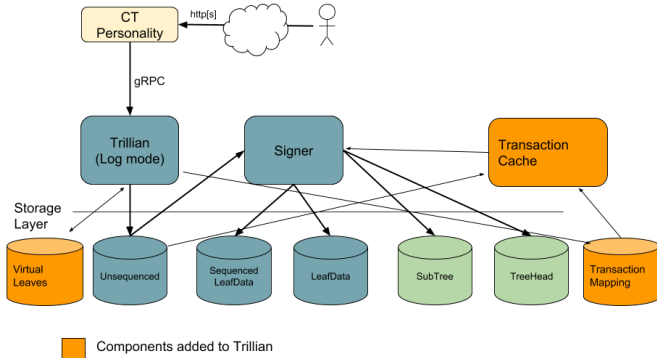 CT
Personality
http[s]
gRPC
Trillian
(Log mode)
Signer
Transaction
Cache
Storage
Layer
Virtual
Leaves
Unsequenced
Sequenced
LeafData
LeafData
SubTree
TreeHead
Transaction
Mapping
Components added to Trillian